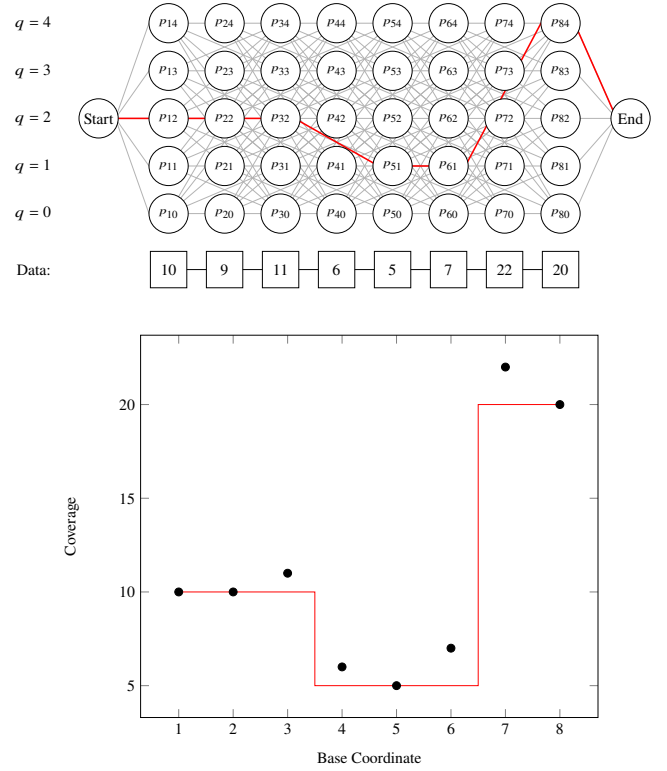 q = 4 P14 P24 P34 P44 P54 P64 P74 P84
q = 3 P13 P23 P33 P43 P53 P63 P73 P83
q = 2 Start P12 P22 P32 P42 P52 P62 P72 P82 End
q = 1 P11 P21 P31 P41 P51 P61 P71 P81
q = 0 P10 P20 P30 P40 P50 P60 P70 P80
Data: 10 9 11 6 5 7 22 20
20
15
10
5
Coverage
1 2 3 4 5 6 7 8
Base Coordinate